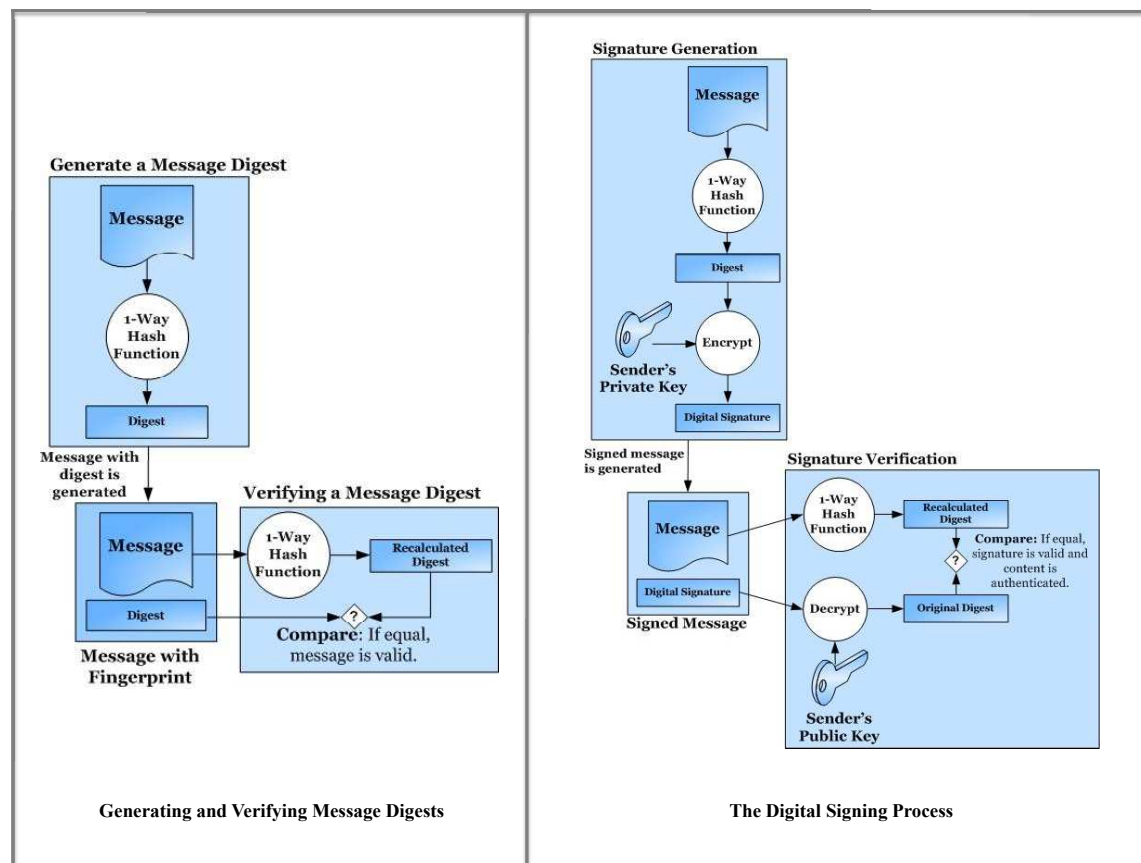 Generate a Message Digest
Message
1-Way
Hash
Function
Digest
Message with
digest is
generated
Verifying a Message Digest
Message
1-Way
Hash
Function
Recalculated
Digest
Digest
?
Compare: If equal,
message is valid.
Message with
Fingerprint
Generating and Verifying Message Digests
Signature Generation
Message
1-Way
Hash
Function
Digest
Encrypt
Sender's
Private Key
Digital Signature
Signed message
is generated
Signature Verification
Message
1-Way
Hash
Function
Recalculated
Digest
Compare: If equal,
signature is valid and
content is
authenticated.
?
Digital Signature
Signed Message
Decrypt
Original Digest
Sender's
Public Key
The Digital Signing Process